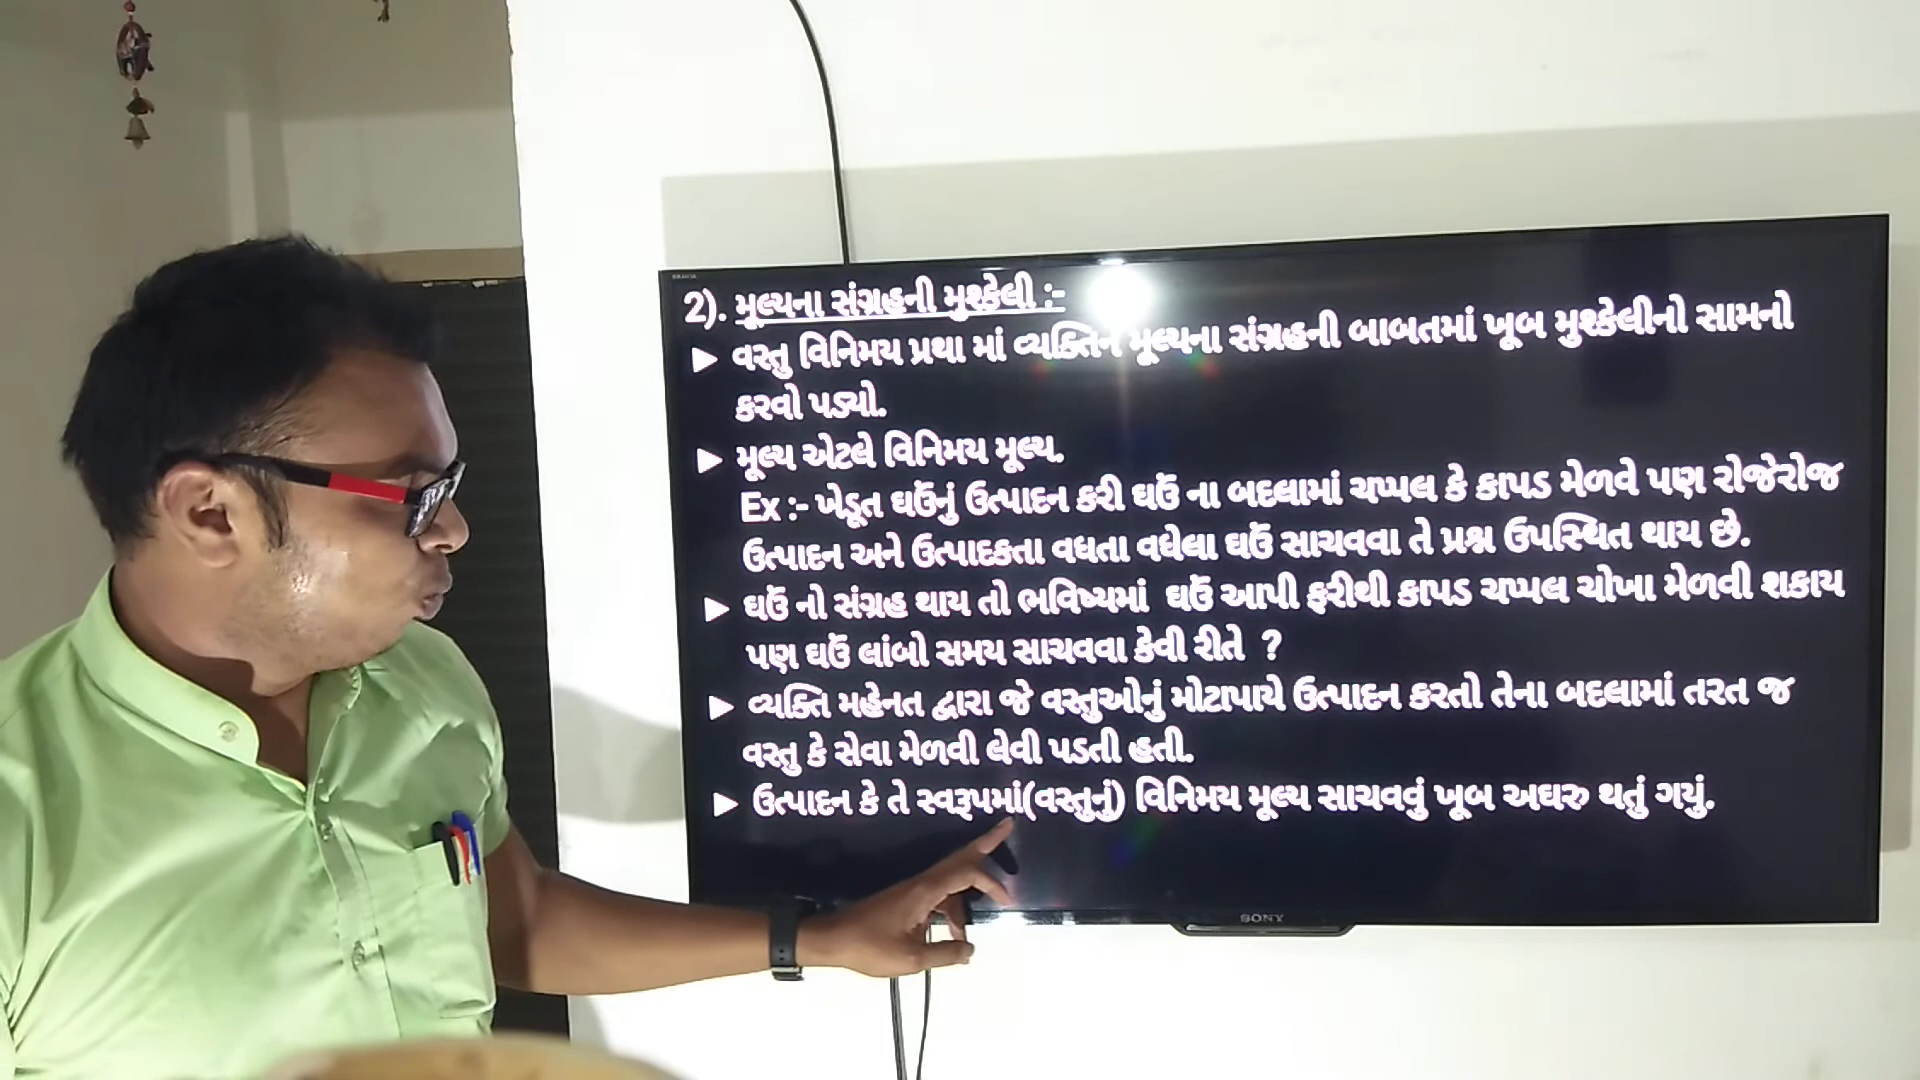 2). મૂલ્યના સંગ્રહની મુશ્કેલી :-
► વસ્તુ વિનિમય પ્રથા માં વ્યક્તિને મૂલ્યના સંગ્રહની બાબતમાં ખૂબ મુશ્કેલીનો સામનો
કરવો પડ્યો.
► મૂલ્ય એટલે વિનિમય મૂલ્ય.
Ex :- ખેડૂત ઘઉંનું ઉત્પાદન કરી ઘઉં ના બદલામાં ચપ્પલ કે કાપડ મેળવે પણ રોજેરોજ
ઉત્પાદન અને ઉત્પાદકતા વધતા વધેલા ઘઉં સાચવવા તે પ્રશ્ન ઉપસ્થિત થાય છે.
► ઘઉં નો સંગ્રહ થાય તો ભવિષ્યમાં ઘઉં આપી ફરીથી કાપડ ચપ્પલ ચોખા મેળવી શકાય
પણ ઘઉં લાંબો સમય સાચવવા કેવી રીતે ?
► વ્યક્તિ મહેનત દ્વારા જે વસ્તુઓનું મોટાપાયે ઉત્પાદન કરતો તેના બદલામાં તરત જ
વસ્તુ કે સેવા મેળવી લેવી પડતી હતી.
► ઉત્પાદન કે તે સ્વરૂપમાં(વસ્તુનું) વિનિમય મૂલ્ય સાચવવું ખૂબ અઘરુ થતું ગયું.
SONY